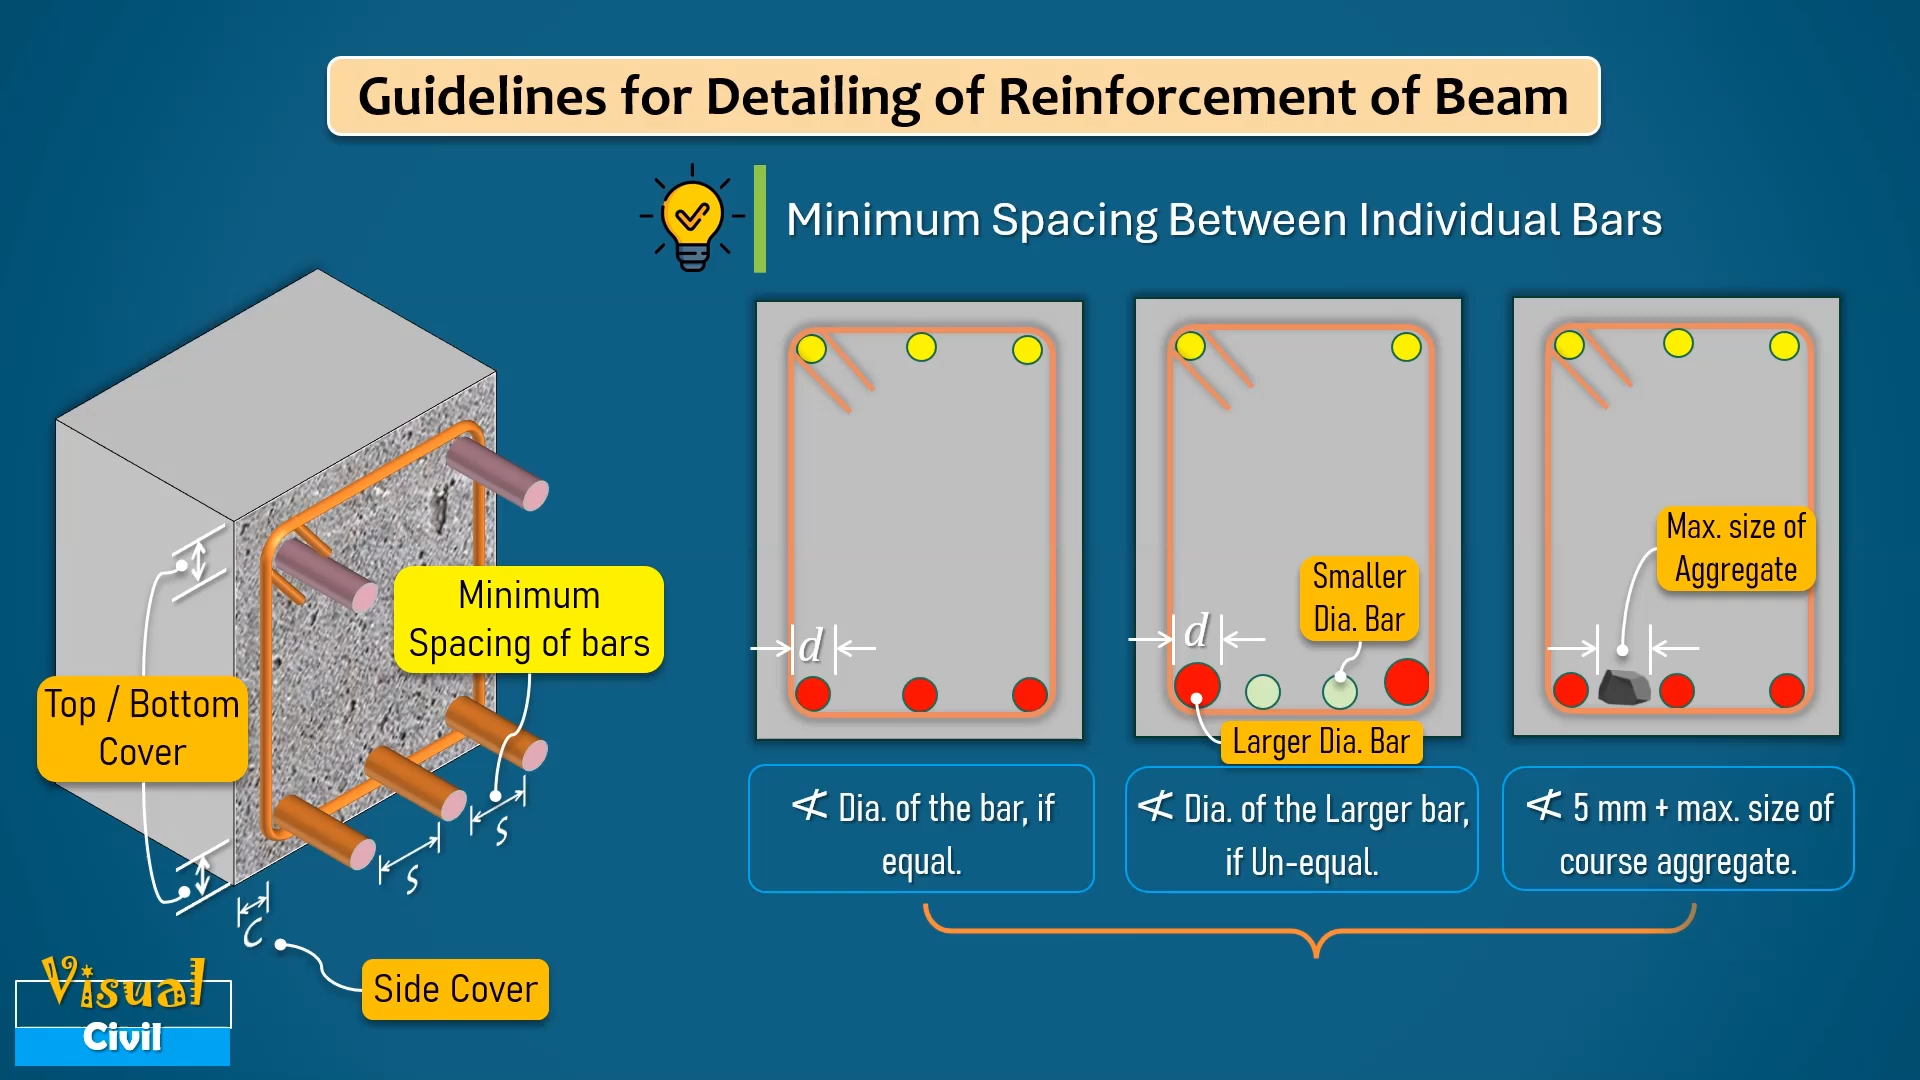 Guidelines for Detailing of Reinforcement of Beam
Minimum Spacing Between Individual Bars
Minimum
Spacing of bars
Top / Bottom
Cover
S
S
C
Side Cover
d
≮ Dia. of the bar, if
equal.
d
Smaller
Dia. Bar
Larger Dia. Bar
≮ Dia. of the Larger bar,
if Un-equal.
Max. size of
Aggregate
≮ 5 mm + max. size of
course aggregate.
Visual
Civil